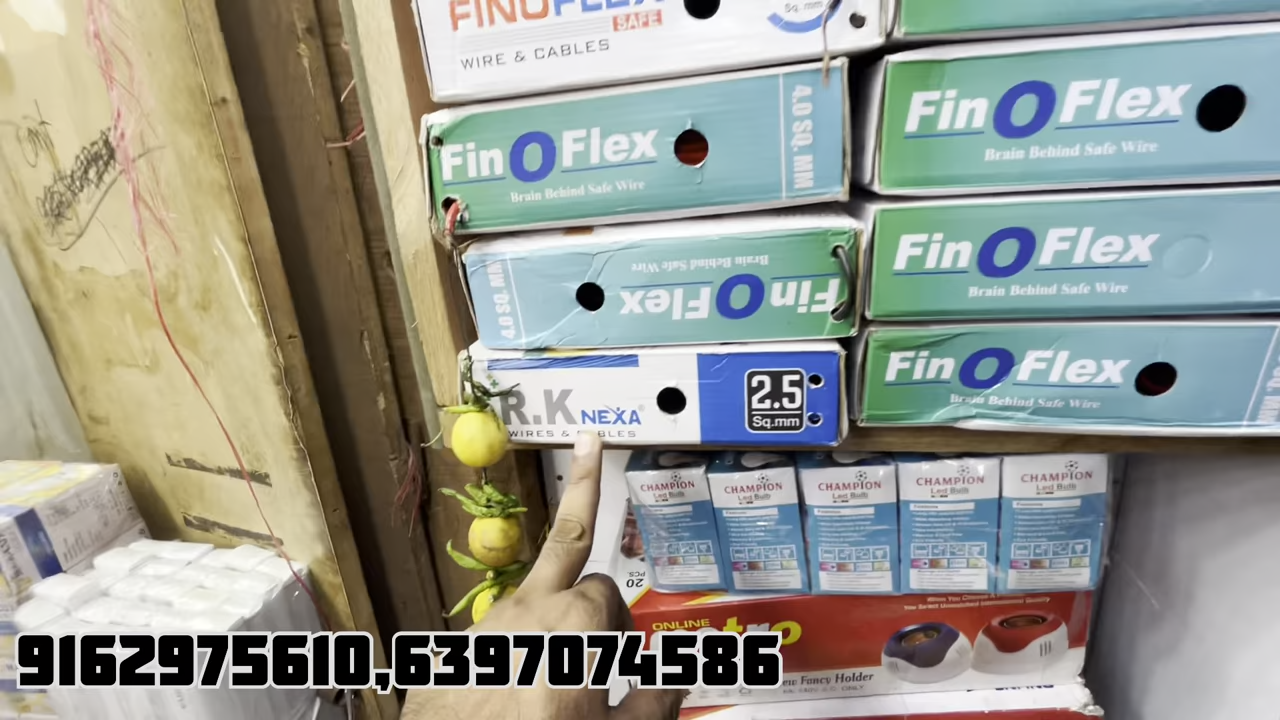 FINOFLEX
SAFE
WIRE & CABLES
Sq. mm
FinOFlex
Brain Behind Safe Wire
4.0 SQ. MM
FinOFlex
Brain Behind Safe Wire
FinOFlex
Brain Behind Safe Wire
4.0 SQ. MM
FinOFlex
Brain Behind Safe Wire
R.K NEXA
WIRES & CABLES
2.5
Sq.mm
FinOFlex
Brain Behind Safe Wire
CHAMPION
Led Bulb
CHAMPION
Led Bulb
CHAMPION
Led Bulb
CHAMPION
Led Bulb
CHAMPION
Led Bulb
20
PCS.
ONLINE
Fancy Holder
9162975610,6397074586